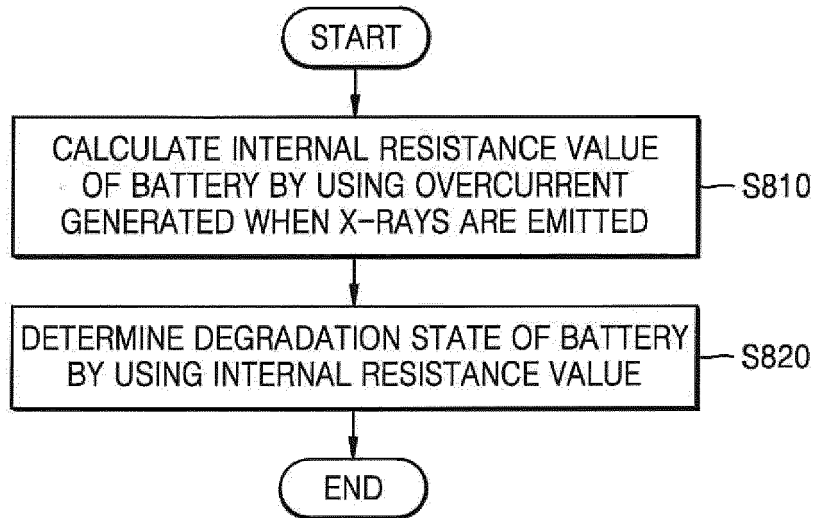 START
CALCULATE INTERNAL RESISTANCE VALUE
OF BATTERY BY USING OVERCURRENT
GENERATED WHEN X-RAYS ARE EMITTED
S810
DETERMINE DEGRADATION STATE OF BATTERY
BY USING INTERNAL RESISTANCE VALUE
S820
END